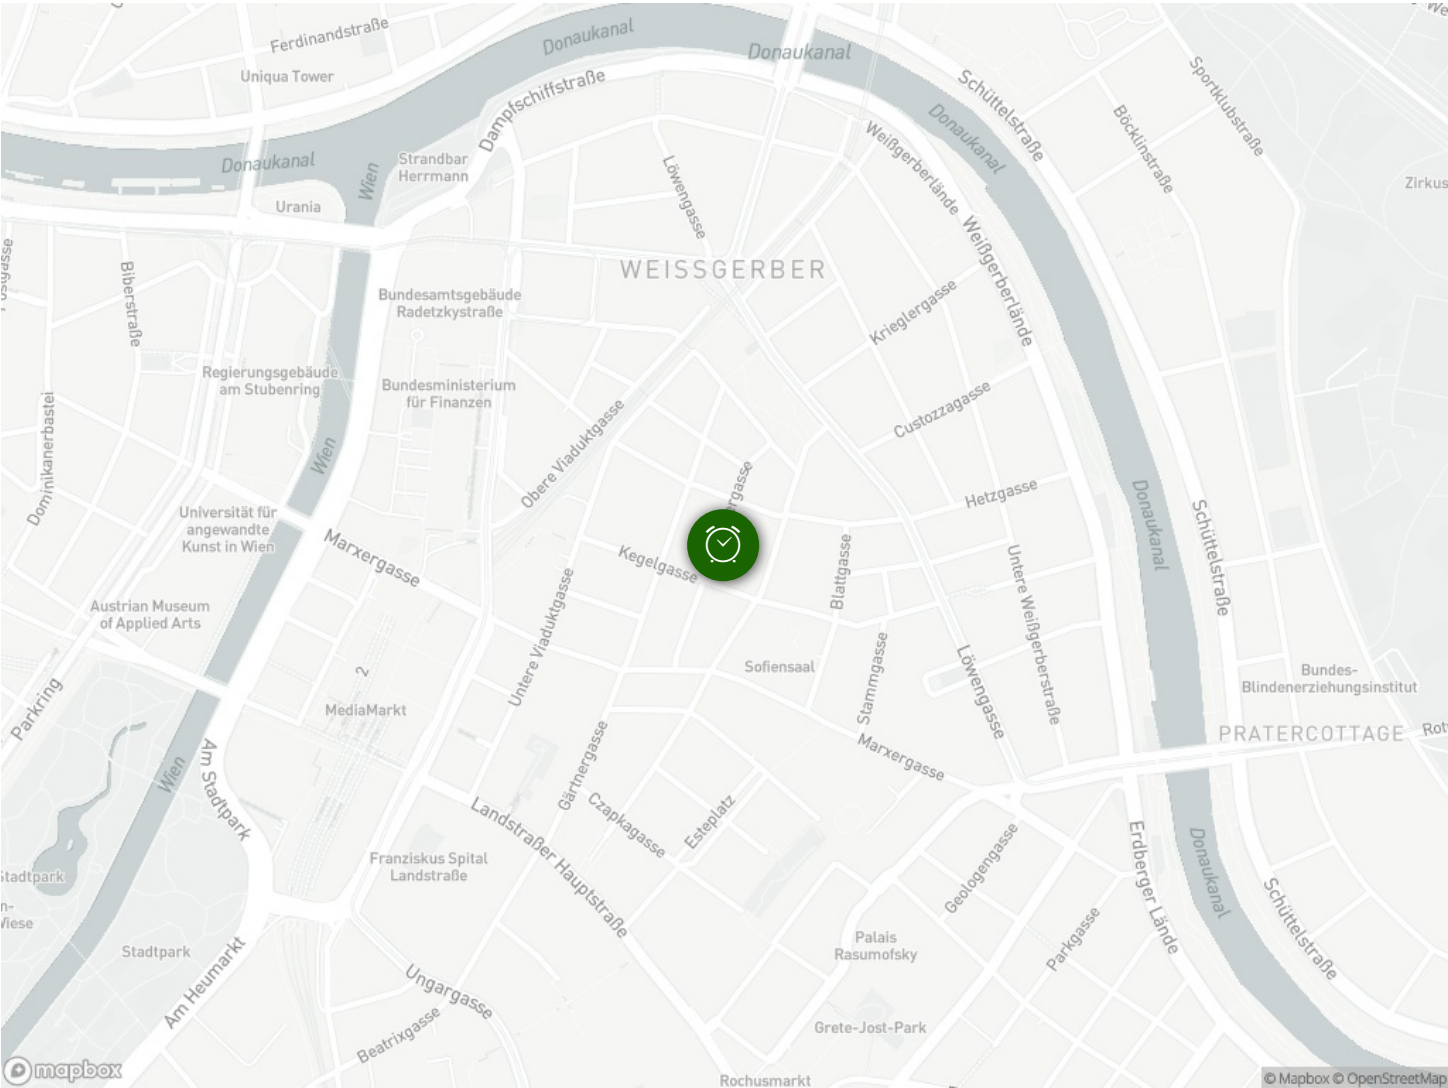 Ferdinandstraße
Donaukanal
Donaukanal
Uniqua Tower
Schüttelstraße
Sportklubstraße
Dampfschiffstraße
Böcklinstraße
Donaukanal
Weißgerberlände
Donaukanal
Wien
Strandbar
Herrmann
Löwengasse
Zirkus
Urania
Weißgerberlände
WEISSGERBER
Biberstraße
Bundesamtsgebäude
Radetzkystraße
Krieglergasse
Regierungsgebäude
am Stubenring
Bundesministerium
für Finanzen
Custozzagasse
Dominikanerbastei
Obere Viaduktgasse
Wien
ergasse
Hetzgasse
Donaukanal
Schüttelstraße
Universität für
angewandte
Kunst in Wien
Marxergasse
Kegelgasse
Blattgasse
Untere Weißgerberstraße
Austrian Museum
of Applied Arts
Untere Viaduktgasse
2
Sofiensaal
Stammgasse
Löwengasse
Bundes-
Blindenerziehungsinstitut
Parkring
MediaMarkt
PRATERCOTTAGE
Rot
Wien
Am Stadtpark
Gärtnergasse
Marxergasse
Landstraßer Hauptstraße
Czapkagasse
Esteplatz
Geologengasse
Erdberger Lände
Donaukanal
Franziskus Spital
Landstraße
Stadtpark
n-
Wiese
Schüttelstraße
Stadtpark
Palais
Rasumofsky
Parkgasse
Am Heumarkt
Ungargasse
Beatrixgasse
Grete-Jost-Park
mapbox
Rochusmarkt
© Mapbox © OpenStreetMap